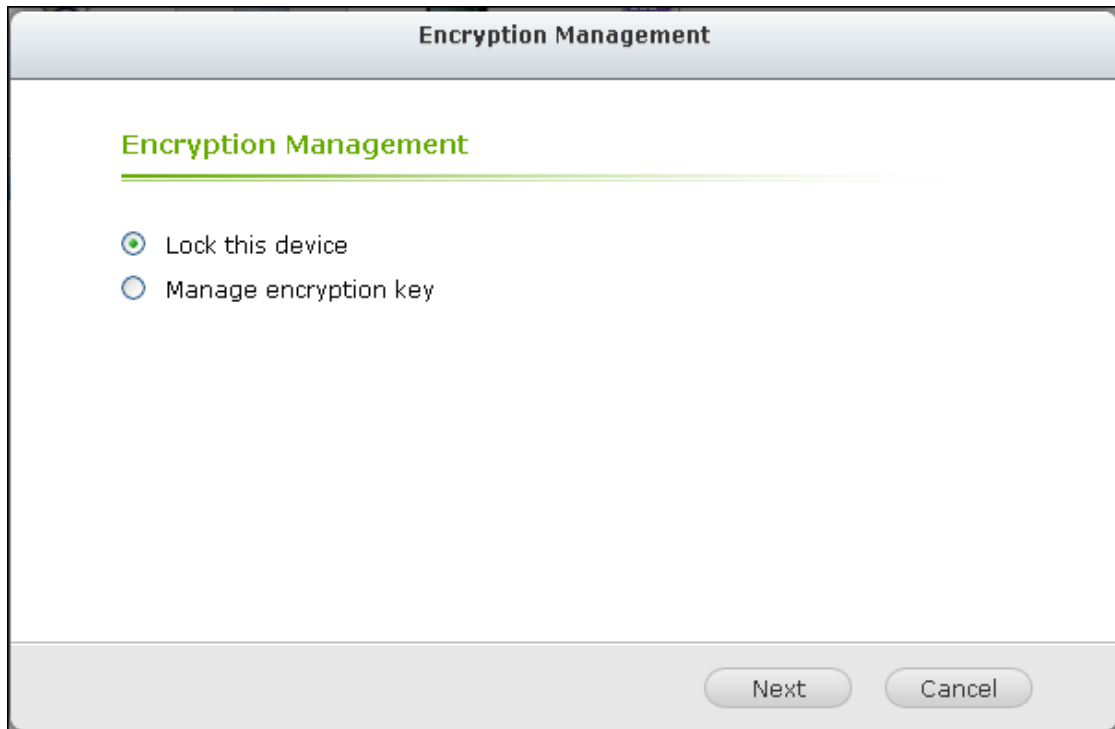 Encryption Management
Encryption Management
Lock this device
Manage encryption key
Next
Cancel